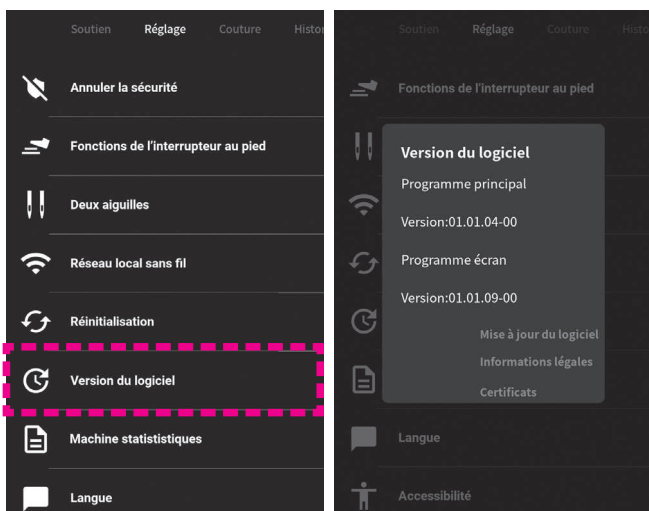 Soutien Réglage Couture Histor
Annuler la sécurité
Fonctions de l'interrupteur au pied
Deux aiguilles
Réseau local sans fil
Réinitialisation
Version du logiciel
Machine statististiques
Langue
Soutien Réglage Couture Histo
Fonctions de l'interrupteur au pied
Version du logiciel
Programme principal
Version:01.01.04-00
Programme écran
Version:01.01.09-00
Mise à jour du logiciel
Informations légales
Certificats
Langue
Accessibilité